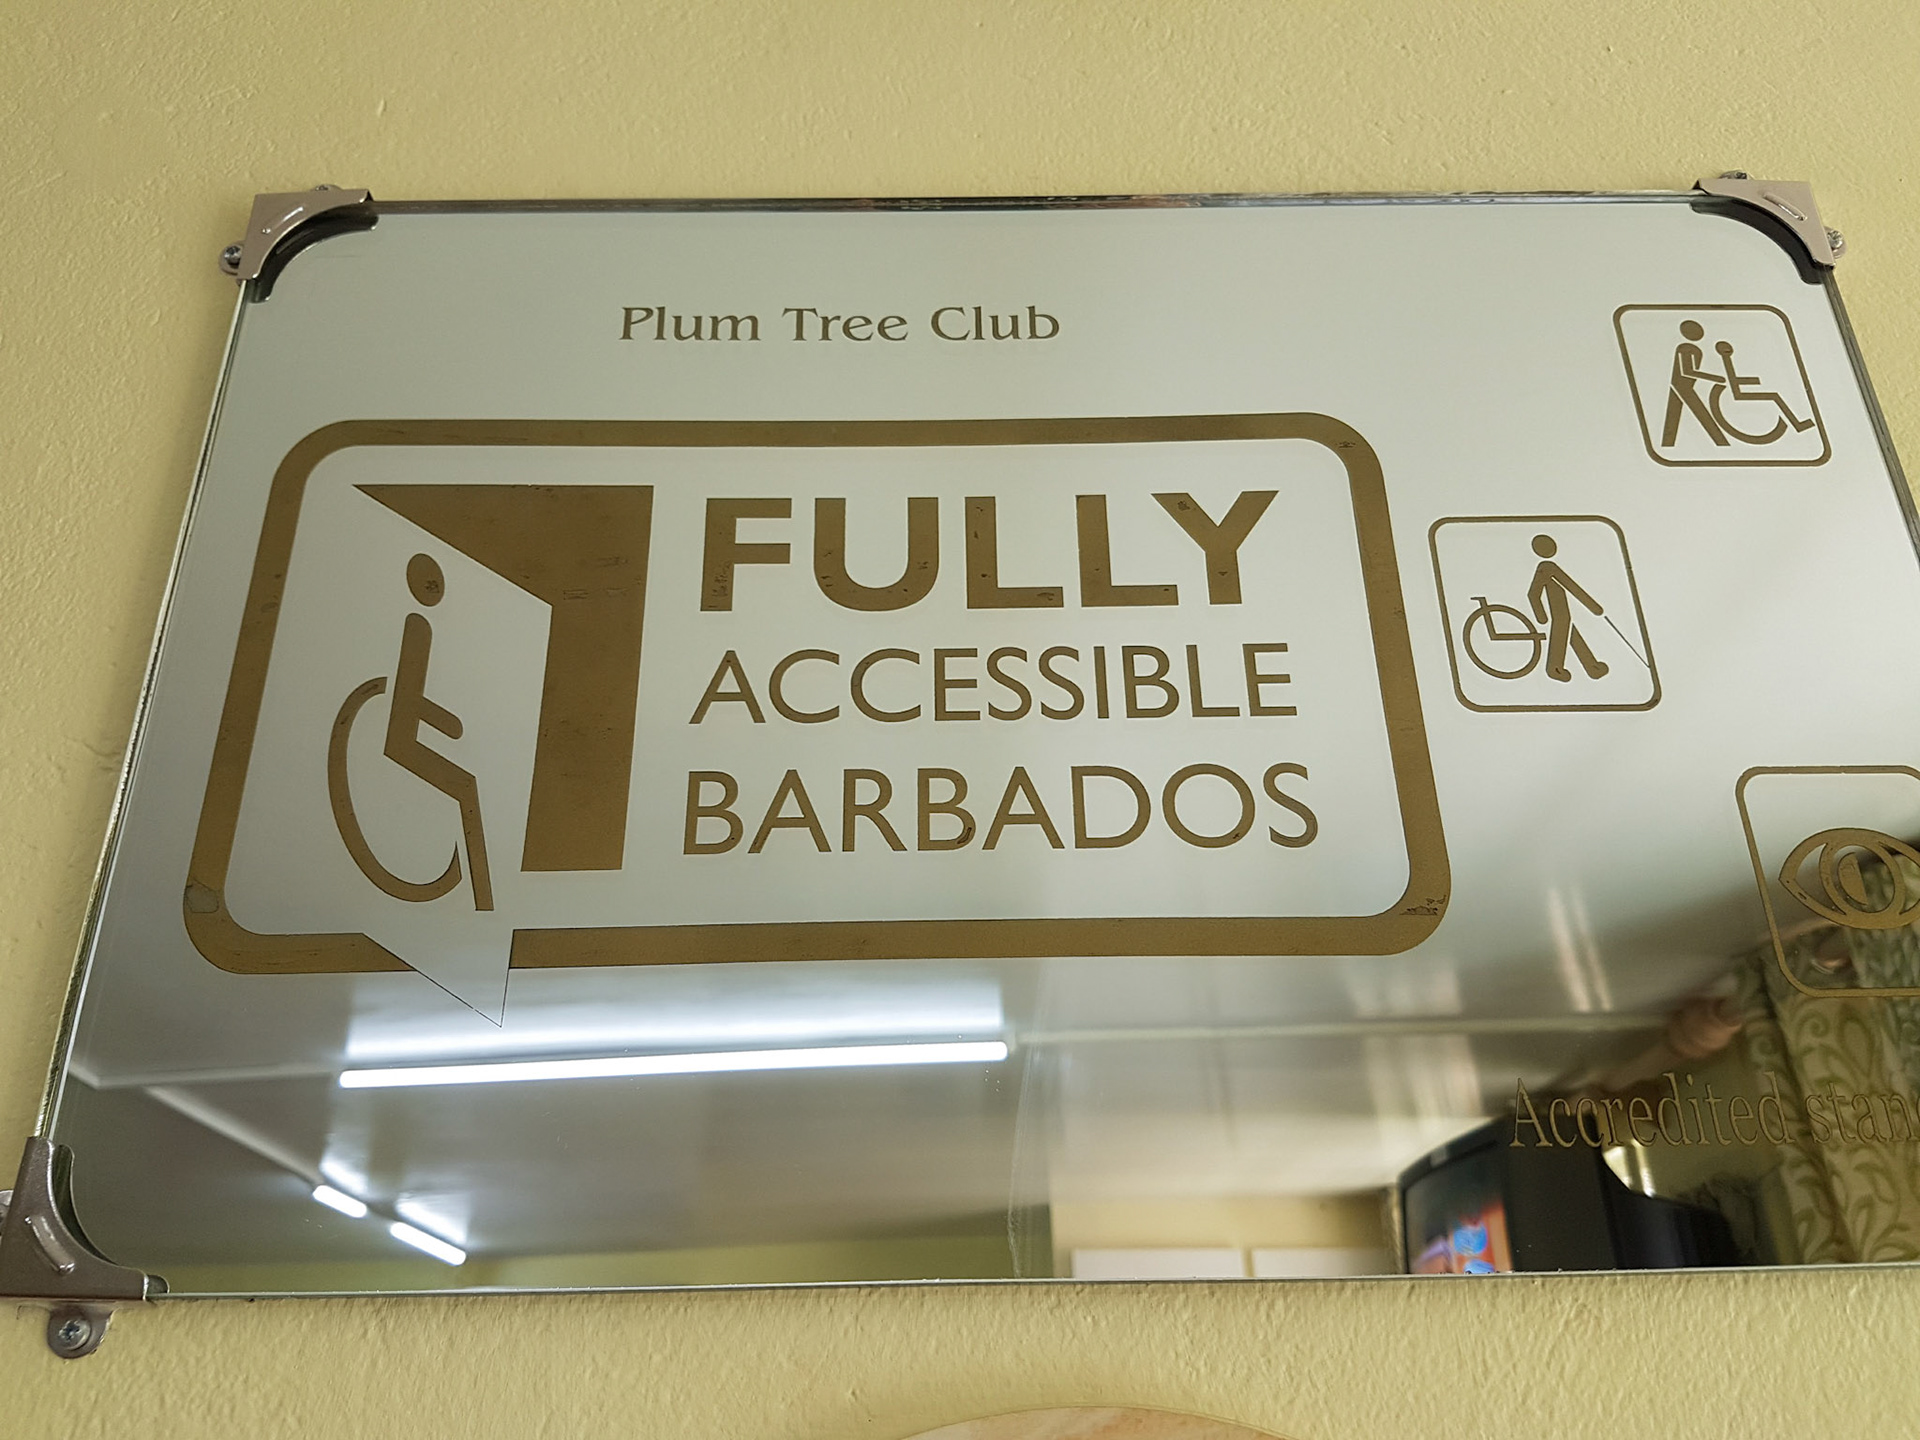 Plum Tree Club
FULLY
ACCESSIBLE
BARBADOS
Accredited